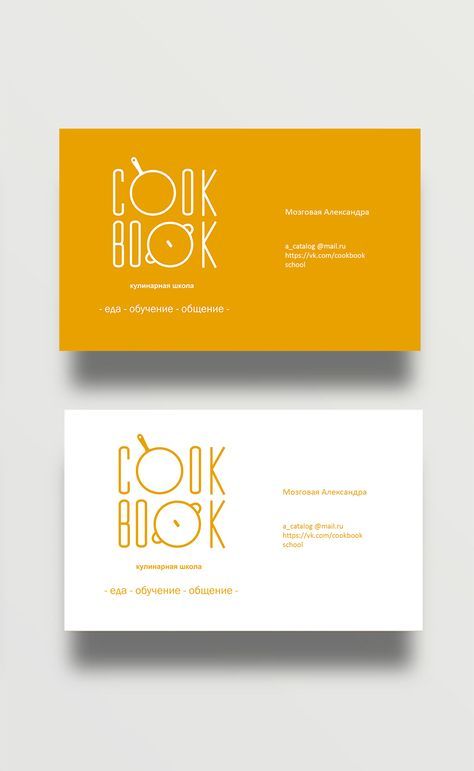 COOK
BOOK
кулинарная школа
- еда - обучение - общение -
Мозговая Александра
a_catalog @mail.ru
https://vk.com/cookbook
school
COOK
BOOK
кулинарная школа
- еда - обучение - общение -
Мозговая Александра
a_catalog @mail.ru
https://vk.com/cookbook
school